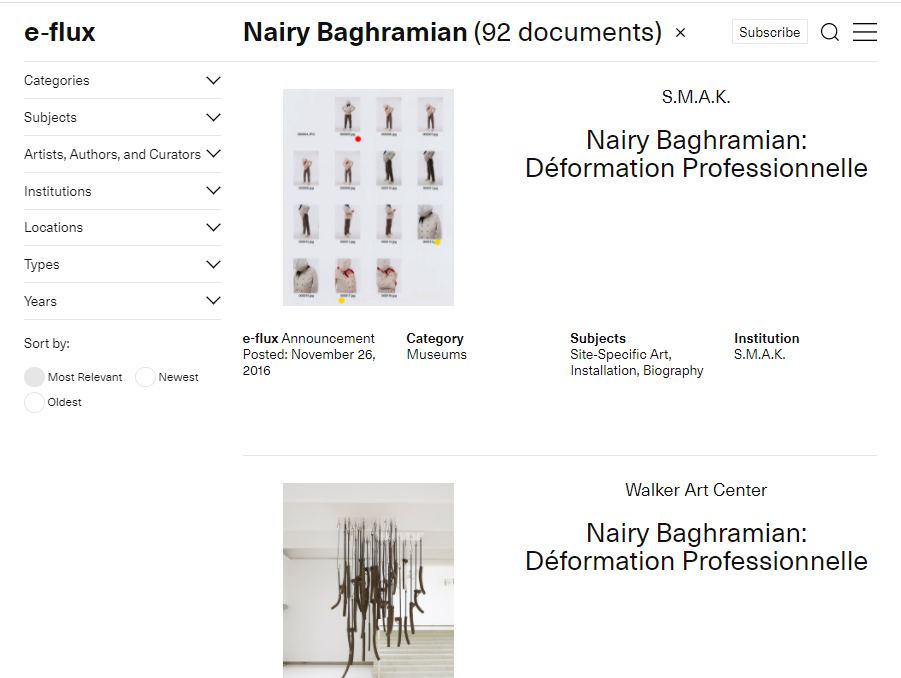 e-flux
Nairy Baghramian (92 documents) ×
Subscribe
Categories
Subjects
Artists, Authors, and Curators
Institutions
Locations
Types
Years
Sort by:
Most Relevant
Newest
Oldest
S.M.A.K.
Nairy Baghramian:
Déformation Professionnelle
e-flux Announcement
Posted: November 26,
2016
Category
Museums
Subjects
Site-Specific Art,
Installation, Biography
Institution
S.M.A.K.
Walker Art Center
Nairy Baghramian:
Déformation Professionnelle